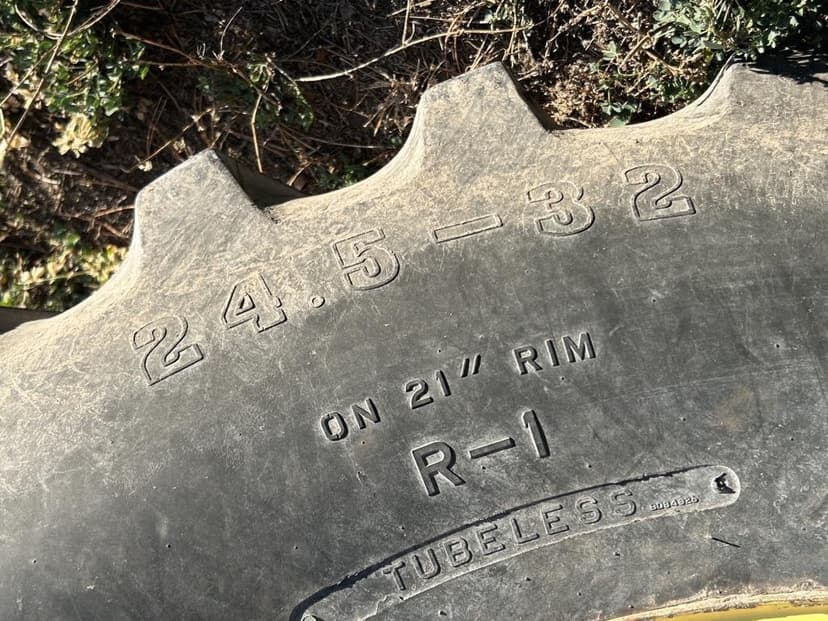 24.5-32
ON 21" RIM
R-1
TUBELESS